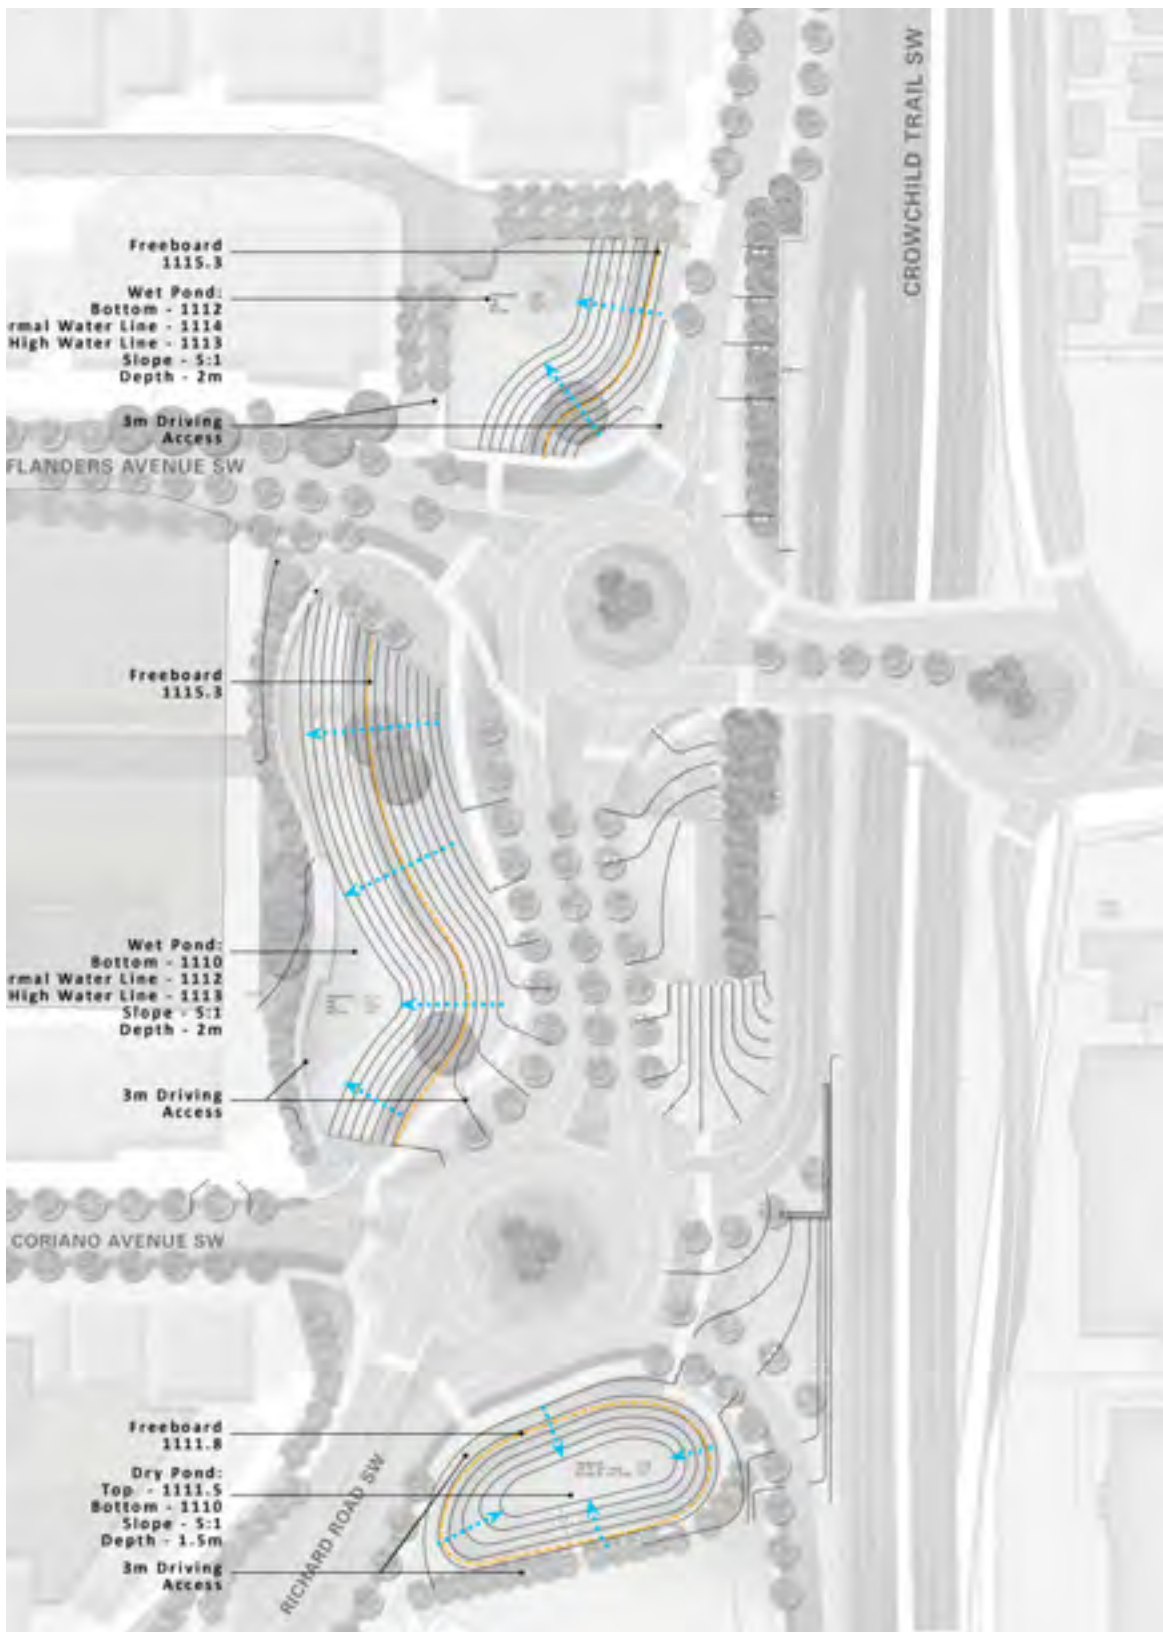 CROWCHILD TRAIL SW
Freeboard
1115.3
Wet Pond:
Bottom - 1112
rmal Water Line - 1114
High Water Line - 1113
Slope - 5:1
Depth - 2m
3m Driving
Access
FLANDERS AVENUE SW
Freeboard
1115.3
Wet Pond:
Bottom - 1110
rmal Water Line - 1112
High Water Line - 1113
Slope - 5:1
Depth - 2m
3m Driving
Access
CORIANO AVENUE SW
Freeboard
1111.8
Dry Pond:
Top - 1111.5
Bottom - 1110
Slope - 5:1
Depth - 1.5m
3m Driving
Access
RICHARD ROAD SW